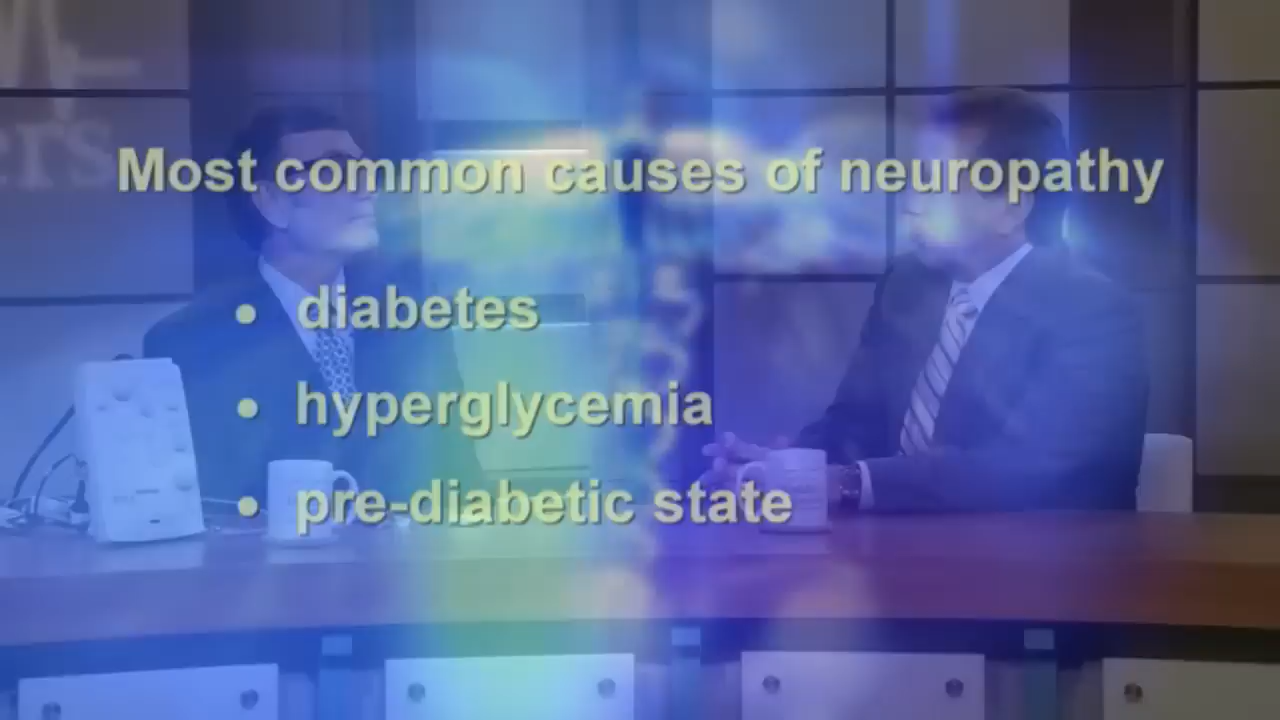 Most common causes of neuropathy
• diabetes
• hyperglycemia
• pre-diabetic state